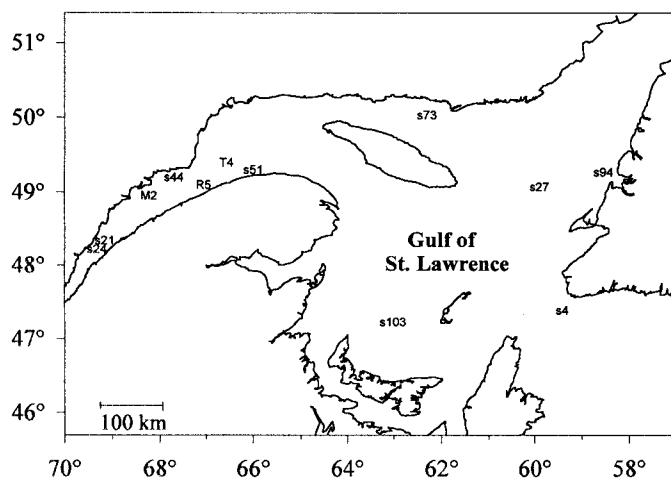 51°
50°
s73
T4
s51
s94
s44
49°
M2
R5
s27
s21
s24
Gulf of
St. Lawrence
48°
s4
47°
s103
46°
100 km
70° 68° 66° 64° 62° 60° 58°